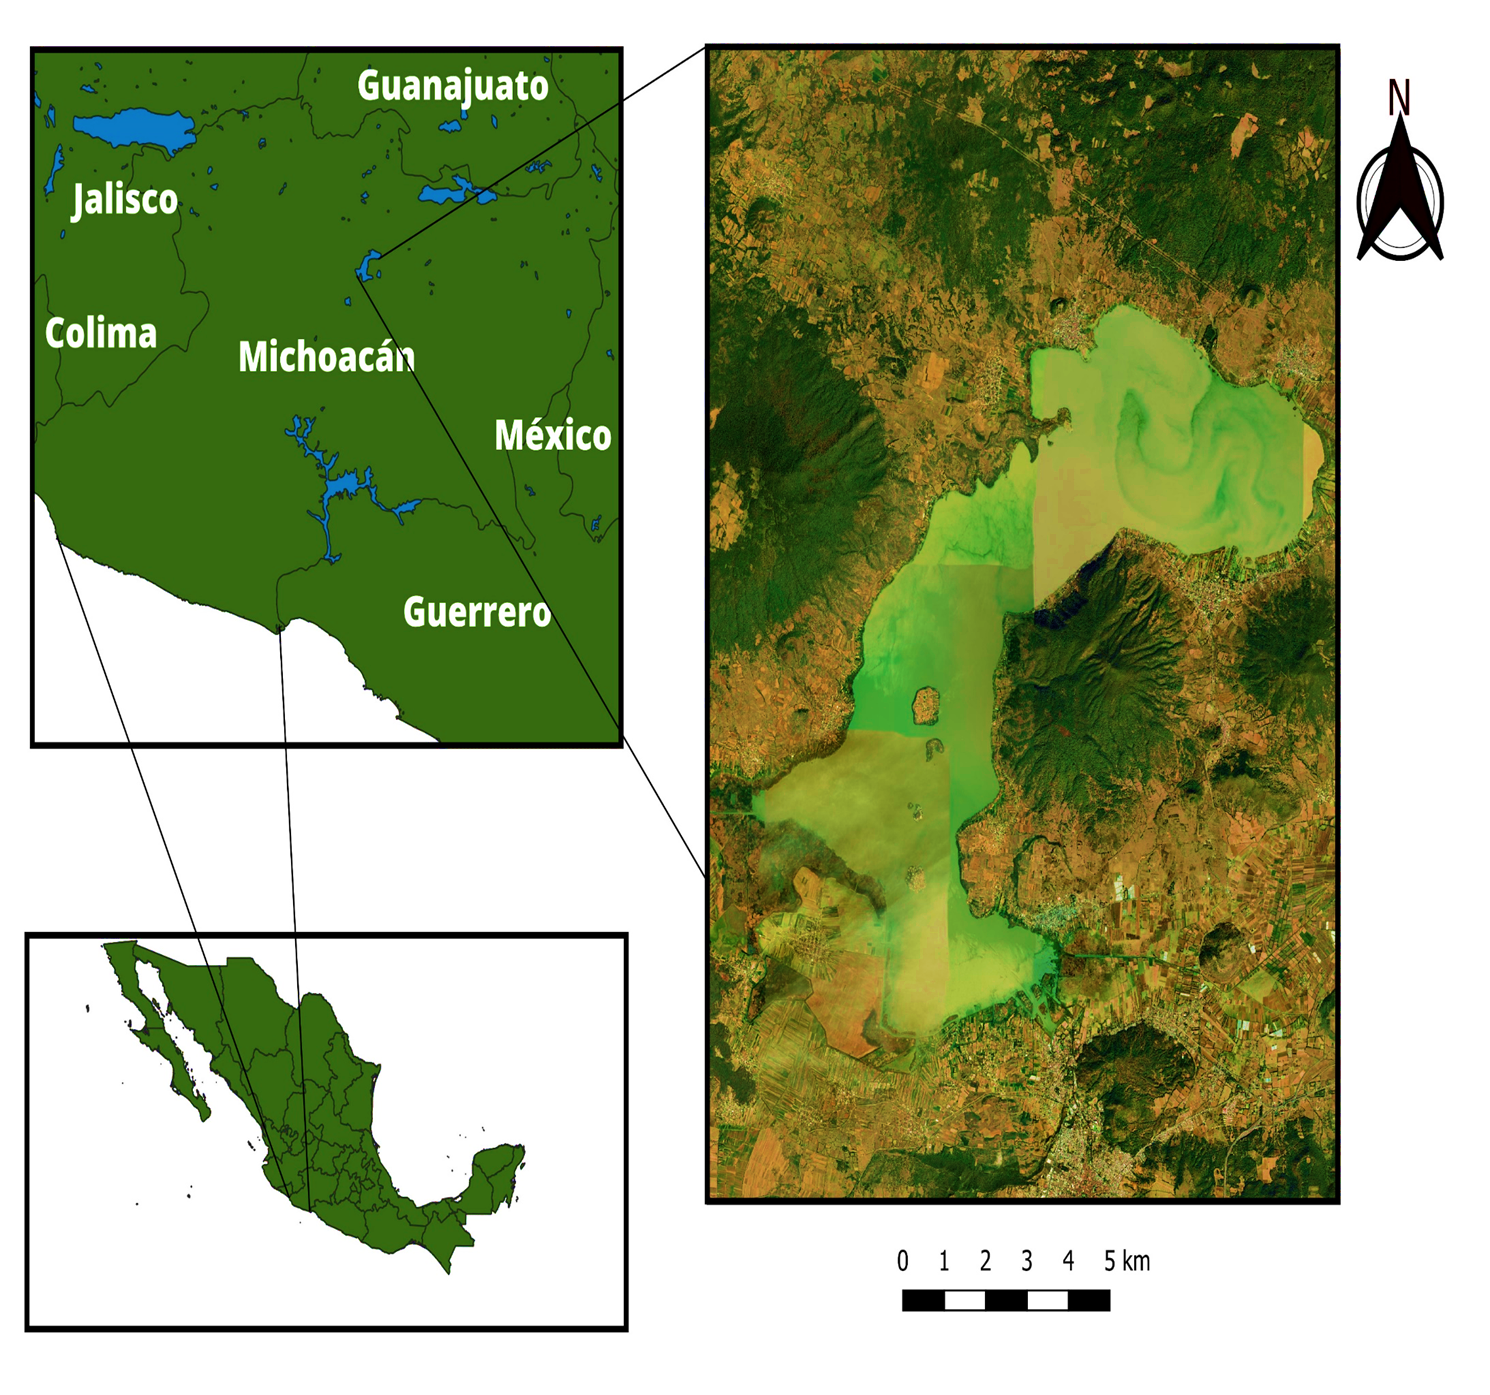 Guanajuato
Jalisco
Colima
Michoacán
México
Guerrero
N
0 1 2 3 4 5 km